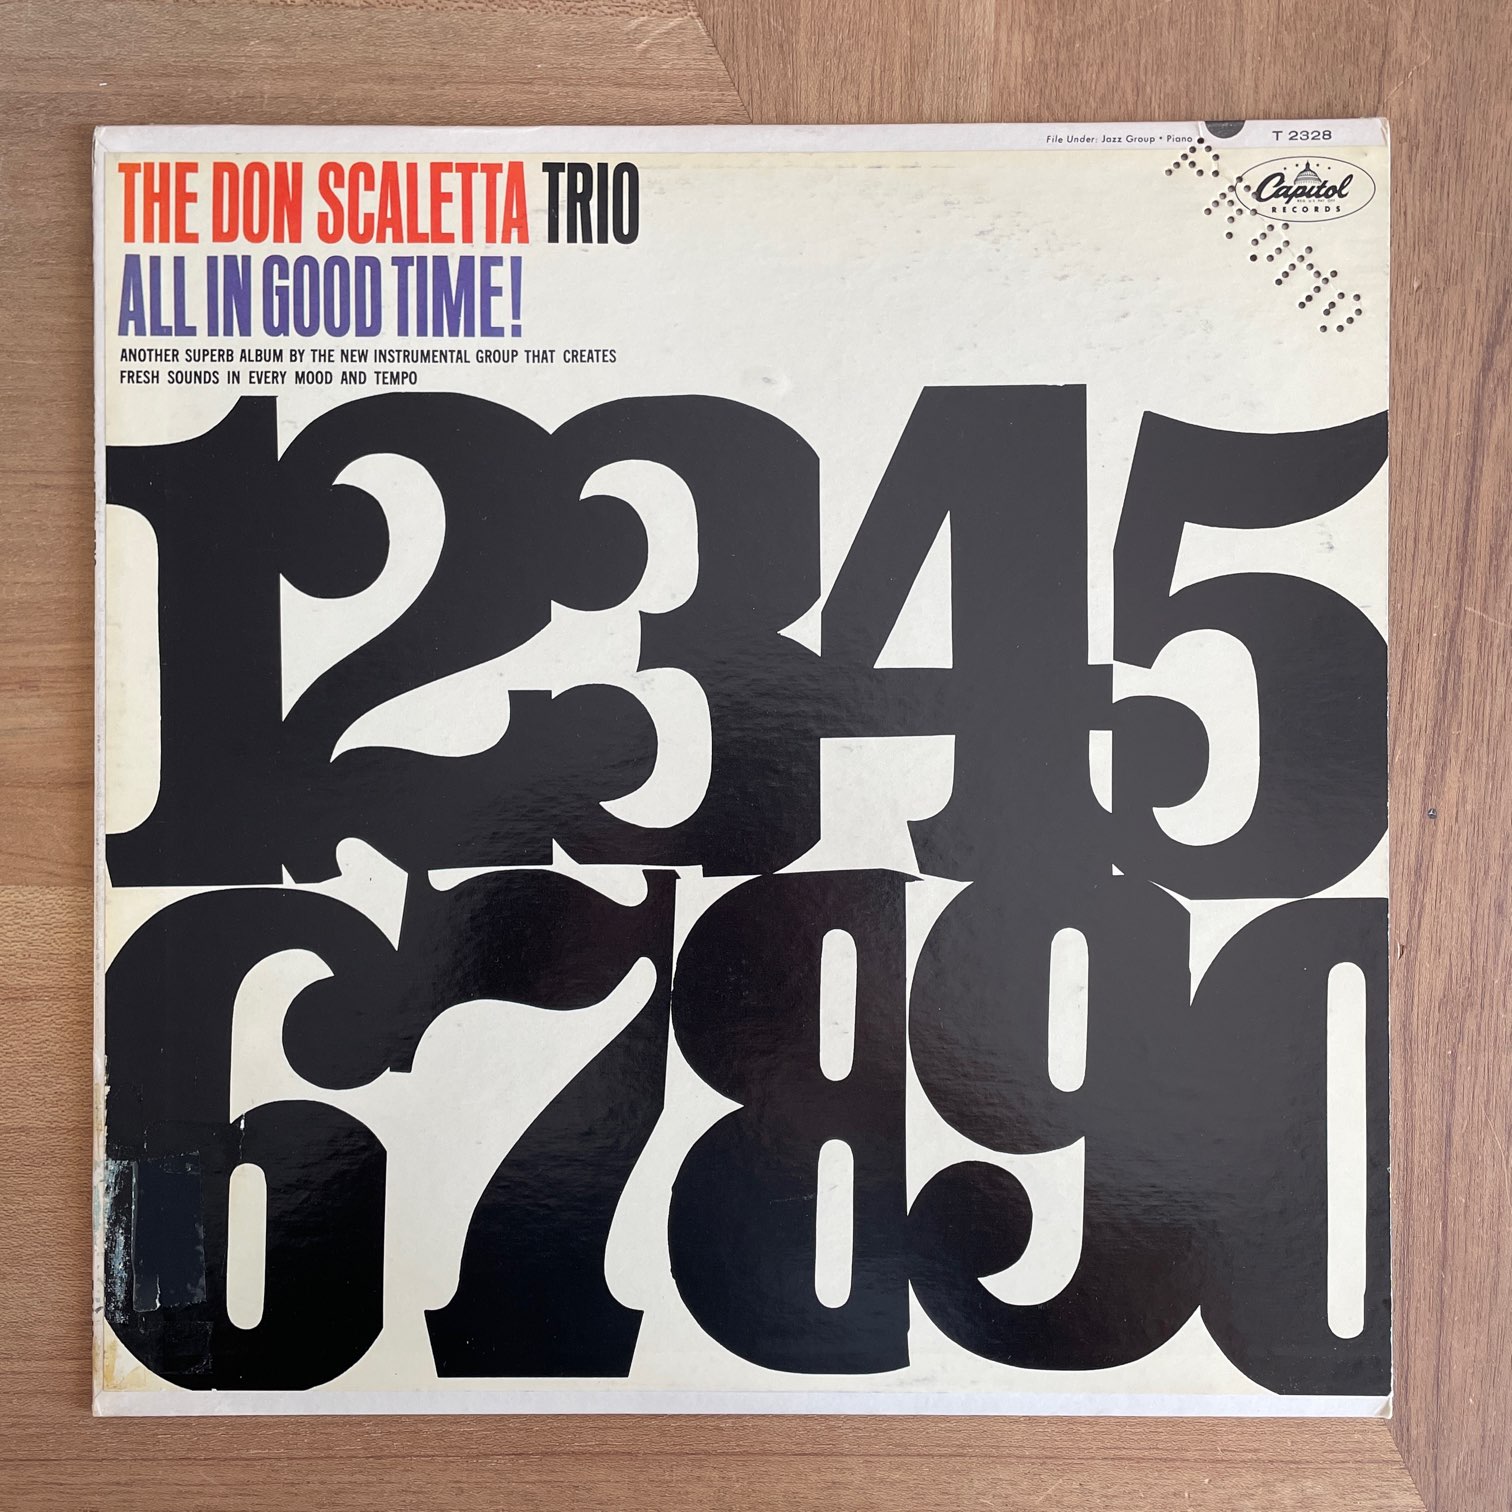 File Under: Jazz Group • Piano
T 2328
Capitol
RECORDS
THE DON SCALETTA TRIO
ALL IN GOOD TIME!
ANOTHER SUPERB ALBUM BY THE NEW INSTRUMENTAL GROUP THAT CREATES
FRESH SOUNDS IN EVERY MOOD AND TEMPO
12345
67890